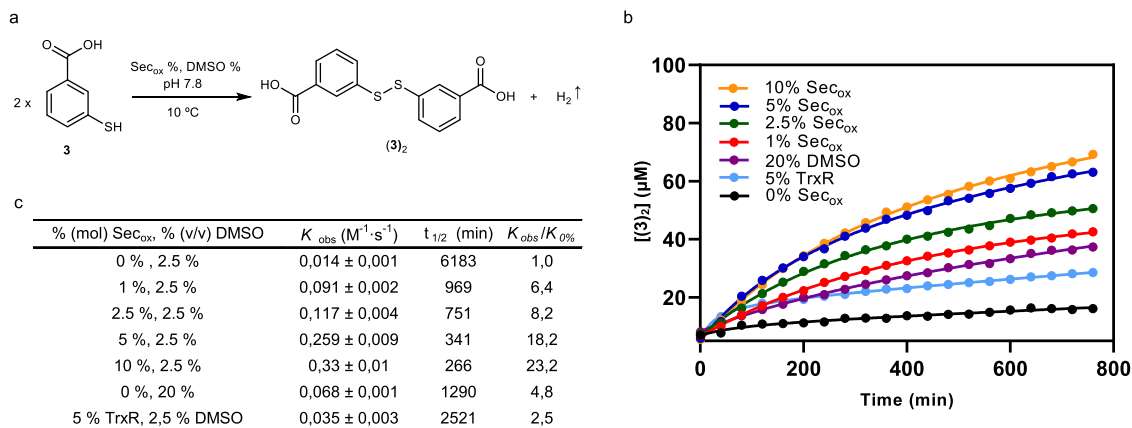 a
O
OH
SH
2 x
3
Secox %, DMSO %
pH 7.8
10 ºC
O
HO
S
S
O
OH
(3)2
+ H2 ↑
c
% (mol) Secox, % (v/v) DMSO K obs (M-1·s-1) t 1/2 (min) Kobs/K0%
0 % , 2.5 % 0,014 ± 0,001 6183 1,0
1 %, 2.5 % 0,091 ± 0,002 969 6,4
2.5 %, 2.5 % 0,117 ± 0,004 751 8,2
5 %, 2.5 % 0,259 ± 0,009 341 18,2
10 %, 2.5 % 0,33 ± 0,01 266 23,2
0 %, 20 % 0,068 ± 0,001 1290 4,8
5 % TrxR, 2,5 % DMSO 0,035 ± 0,003 2521 2,5
b
[(3)2] (µM)
100
80
60
40
20
10% Secox
5% Secox
2.5% Secox
1% Secox
20% DMSO
5% TrxR
0% Secox
0 200 400 600 800
Time (min)